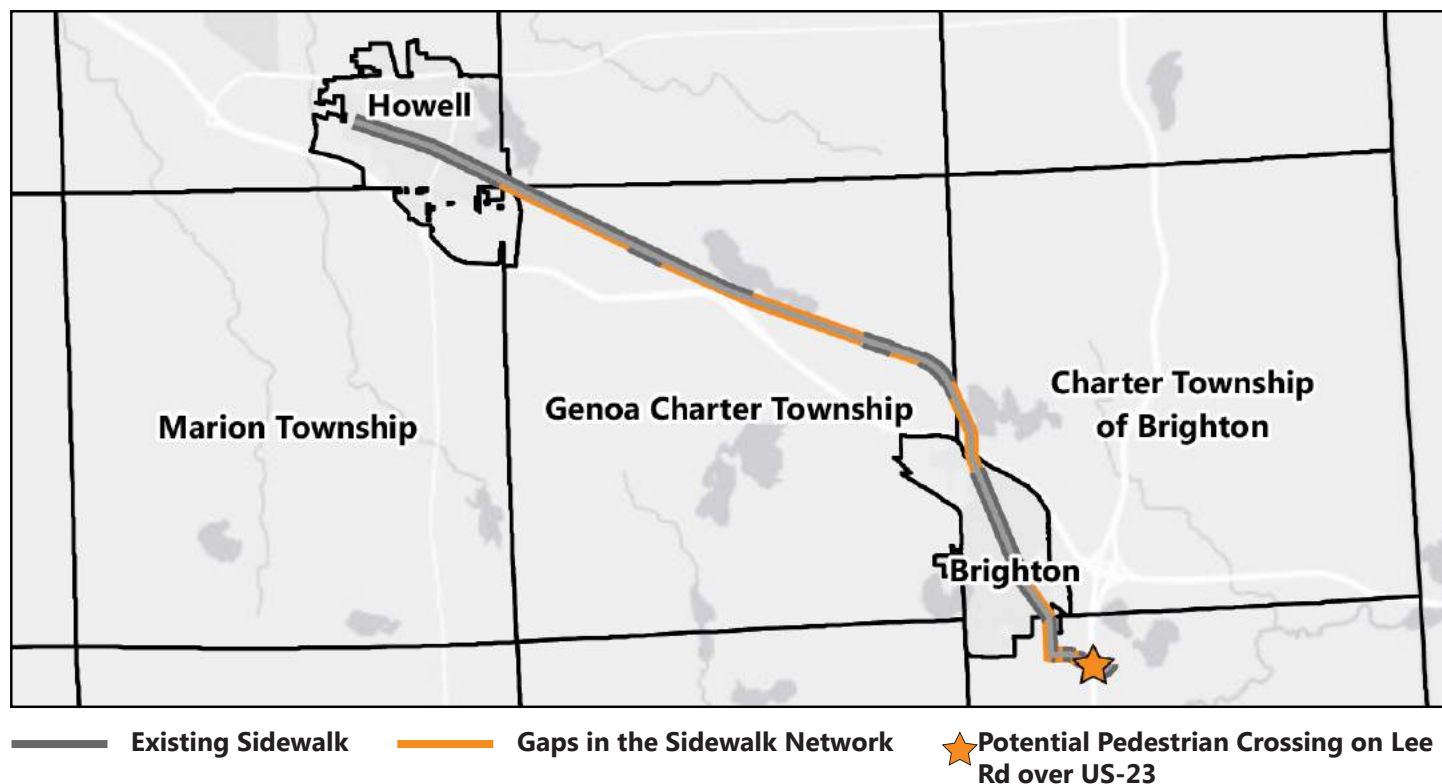 Howell
Marion Township
Genoa Charter Township
Charter Township
of Brighton
Brighton
Existing Sidewalk
Gaps in the Sidewalk Network
Potential Pedestrian Crossing on Lee
Rd over US-23